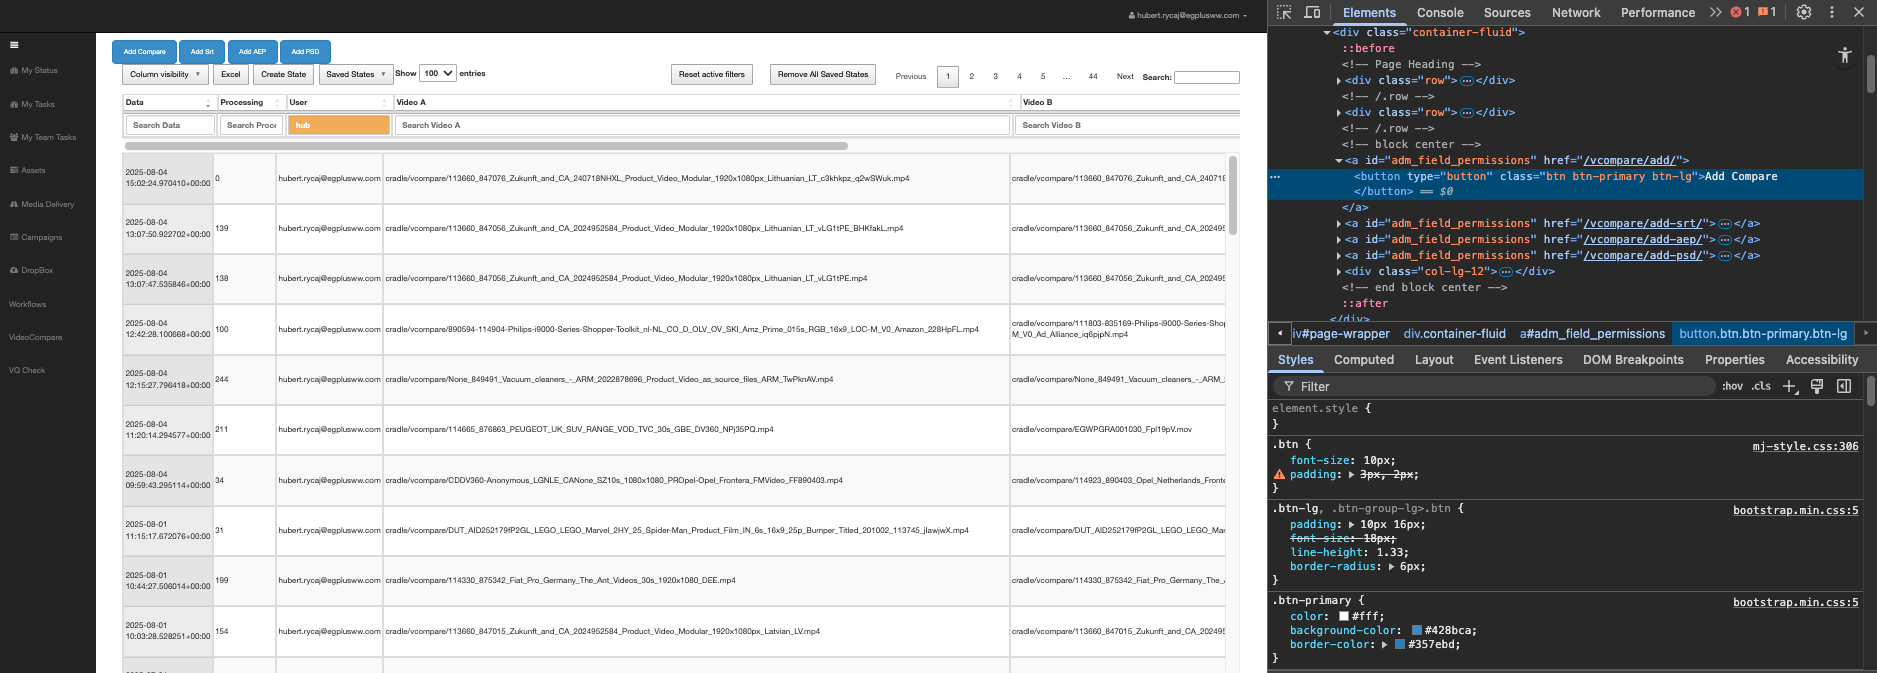 hubert.rycaj@egplusww.com
My Status
My Tasks
My Team Tasks
Assets
Media Delivery
Campaigns
DropBox
Workflows
VideoCompare
VQ Check
Add Compare Add Srt Add AEP Add PSD
Column visibility Excel Create State Saved States Show 100 entries Reset active filters Remove All Saved States Previous 1 2 3 4 5 ... 44 Next Search:
Data Processing User Video A Video B
Search Data Search Proce hub Search Video A Search Video B
2025-08-04
15:02:24.970410+00:00 0 hubert.rycaj@egplusww.com cradle/vcompare/113660_847076_Zukunft_and_CA_240718NHXL_Product_Video_Modular_1920x1080px_Lithuanian_LT_c3khkpz_q2wSWuk.mp4 cradle/vcompare/113660_847076_Zukunft_and_CA_240718
2025-08-04
13:07:50.922702+00:00 139 hubert.rycaj@egplusww.com cradle/vcompare/113660_847056_Zukunft_and_CA_2024952584_Product_Video_Modular_1920x1080px_Lithuanian_LT_vLG1tPE_BHKfakL.mp4 cradle/vcompare/113660_847056_Zukunft_and_CA_2024952
2025-08-04
13:07:47.535846+00:00 138 hubert.rycaj@egplusww.com cradle/vcompare/113660_847056_Zukunft_and_CA_2024952584_Product_Video_Modular_1920x1080px_Lithuanian_LT_vLG1tPE.mp4 cradle/vcompare/113660_847056_Zukunft_and_CA_2024952
2025-08-04
12:42:28.100668+00:00 100 hubert.rycaj@egplusww.com cradle/vcompare/890594-114904-Philips-i9000-Series-Shopper-Toolkit_nl-NL_CO_D_OLV_OV_SKI_Amz_Prime_015s_RGB_16x9_LOC-M_V0_Amazon_228HpFL.mp4 cradle/vcompare/111803-835169-Philips-i9000-Series-Shop
M_V0_Ad_Alliance_iq6pjpN.mp4
2025-08-04
12:15:27.796418+00:00 244 hubert.rycaj@egplusww.com cradle/vcompare/None_849491_Vacuum_cleaners_-_ARM_2022878696_Product_Video_as_source_files_ARM_TwPknAV.mp4 cradle/vcompare/None_849491_Vacuum_cleaners_-_ARM_2
2025-08-04
11:20:14.294577+00:00 211 hubert.rycaj@egplusww.com cradle/vcompare/114665_876863_PEUGEOT_UK_SUV_RANGE_VOD_TVC_30s_GBE_DV360_NPj35PQ.mp4 cradle/vcompare/EGWPGRA001030_FpI19pV.mov
2025-08-04
09:59:43.295114+00:00 34 hubert.rycaj@egplusww.com cradle/vcompare/CDDV360-Anonymous_LGNLE_CANone_SZ10s_1080x1080_PROpel-Opel_Frontera_FMVideo_FF890403.mp4 cradle/vcompare/114923_890403_Opel_Netherlands_Fronte
2025-08-01
11:15:17.672076+00:00 31 hubert.rycaj@egplusww.com cradle/vcompare/DUT_AID252179fP2GL_LEGO_LEGO_Marvel_2HY_25_Spider-Man_Product_Film_IN_6s_16x9_25p_Bumper_Titled_201002_113745_jIawjwX.mp4 cradle/vcompare/DUT_AID252179fP2GL_LEGO_LEGO_Mar
2025-08-01
10:44:27.506014+00:00 199 hubert.rycaj@egplusww.com cradle/vcompare/114330_875342_Fiat_Pro_Germany_The_Ant_Videos_30s_1920x1080_DEE.mp4 cradle/vcompare/114330_875342_Fiat_Pro_Germany_The_A
2025-08-01
10:03:28.528251+00:00 154 hubert.rycaj@egplusww.com cradle/vcompare/113660_847015_Zukunft_and_CA_2024952584_Product_Video_Modular_1920x1080px_Latvian_LV.mp4 cradle/vcompare/113660_847015_Zukunft_and_CA_2024952
Elements Console Sources Network Performance 1 1
<div class="container-fluid">
::before
<!-- Page Heading -->
<div class="row"> </div>
<!-- /.row -->
<div class="row"> </div>
<!-- /.row -->
<!-- block center -->
<a id="adm_field_permissions" href="/vcompare/add/">
<button type="button" class="btn btn-primary btn-lg">Add Compare
</button> == $0
</a>
<a id="adm_field_permissions" href="/vcompare/add-srt/"> </a>
<a id="adm_field_permissions" href="/vcompare/add-aep/"> </a>
<a id="adm_field_permissions" href="/vcompare/add-psd/"> </a>
<div class="col-lg-12"> </div>
<!-- end block center -->
::after
</div>
iv#page-wrapper div.container-fluid a#adm_field_permissions button.btn.btn-primary.btn-lg
Styles Computed Layout Event Listeners DOM Breakpoints Properties Accessibility
Filter :hov .cls
element.style {
}
.btn { mj-style.css:306
font-size: 10px;
padding: 3px, 2px;
}
.btn-lg, .btn-group-lg>.btn { bootstrap.min.css:5
padding: 10px 16px;
font-size: 18px;
line-height: 1.33;
border-radius: 6px;
}
.btn-primary { bootstrap.min.css:5
color: #fff;
background-color: #428bca;
border-color: #357ebd;
}